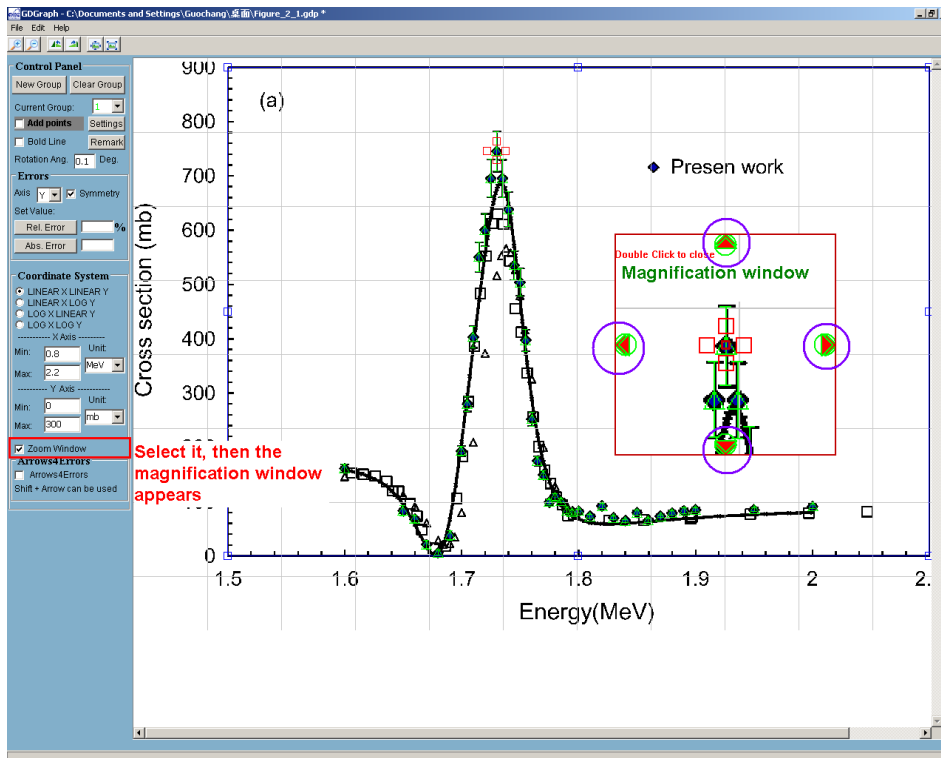 GDGraph - C:\Documents and Settings\Guochang\桌面\Figure_2_1.gdp *
File Edit Help
Control Panel
New Group Clear Group
Current Group: 1
Add points Settings
Bold Line Remark
Rotation Ang. 0.1 Deg.
Errors
Axis Y Symmetry
Set Value:
Rel. Error %
Abs. Error
Coordinate System
LINEAR X LINEAR Y
LINEAR X LOG Y
LOG X LINEAR Y
LOG X LOG Y
---------- X Axis --------
Min: 0.8 Unit:
Max: 2.2 MeV
---------- Y Axis --------
Min: 0 Unit:
Max: 300 mb
Zoom Window
Arrows4Errors
Arrows4Errors
Shift + Arrow can be used
Select it, then the
magnification window
appears
(a)
Presen work
Double Click to close
Magnification window
Cross section (mb)
900
800
700
600
500
400
300
0
1.5 1.6 1.7 1.8 1.9 2 2.
Energy(MeV)